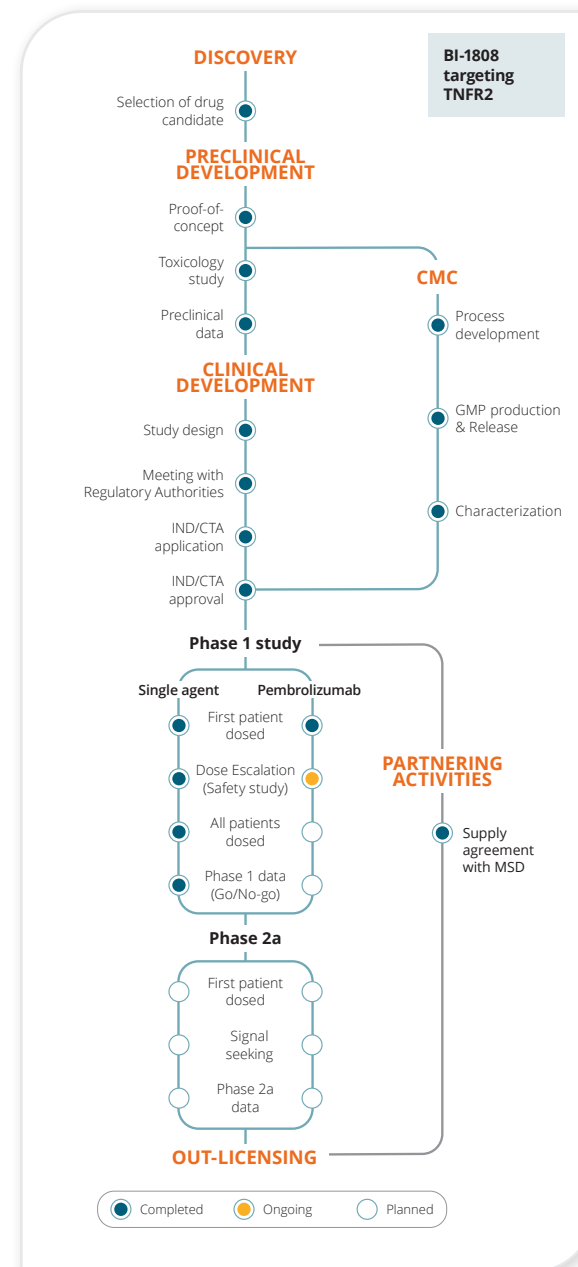 DISCOVERY
BI-1808
targeting
TNFR2
Selection of drug
candidate
PRECLINICAL
DEVELOPMENT
Proof-of-
concept
Toxicology
study
Preclinical
data
CMC
Process
development
GMP production
& Release
Characterization
CLINICAL
DEVELOPMENT
Study design
Meeting with
Regulatory Authorities
IND/CTA
application
IND/CTA
approval
Phase 1 study
Single agent
Pembrolizumab
First patient
dosed
Dose Escalation
(Safety study)
All patients
dosed
Phase 1 data
(Go/No-go)
PARTNERING
ACTIVITIES
Supply
agreement
with MSD
Phase 2a
First patient
dosed
Signal
seeking
Phase 2a
data
OUT-LICENSING
Completed
Ongoing
Planned